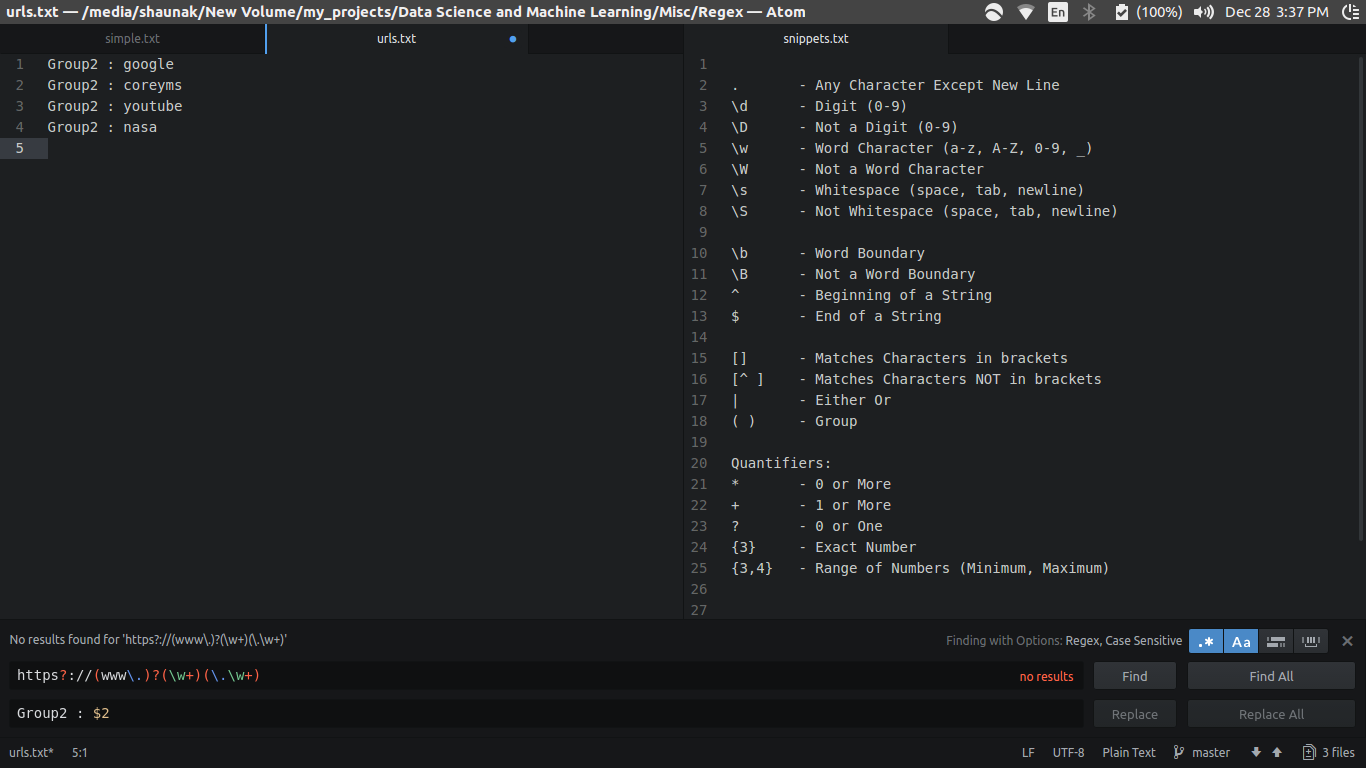 urls.txt — /media/shaunak/New Volume/my_projects/Data Science and Machine Learning/Misc/Regex — Atom
En (100%) Dec 28 3:37 PM
simple.txt urls.txt snippets.txt
1 Group2 : google
2 Group2 : coreyms
3 Group2 : youtube
4 Group2 : nasa
5
1
2 . - Any Character Except New Line
3 \d - Digit (0-9)
4 \D - Not a Digit (0-9)
5 \w - Word Character (a-z, A-Z, 0-9, _)
6 \W - Not a Word Character
7 \s - Whitespace (space, tab, newline)
8 \S - Not Whitespace (space, tab, newline)
9
10 \b - Word Boundary
11 \B - Not a Word Boundary
12 ^ - Beginning of a String
13 $ - End of a String
14
15 [] - Matches Characters in brackets
16 [^ ] - Matches Characters NOT in brackets
17 | - Either Or
18 ( ) - Group
19
20 Quantifiers:
21 * - 0 or More
22 + - 1 or More
23 ? - 0 or One
24 {3} - Exact Number
25 {3,4} - Range of Numbers (Minimum, Maximum)
26
27
No results found for 'https?://(www\.)?(\w+)(\.\w+)' Finding with Options: Regex, Case Sensitive .* Aa
https?://(www\.)?(\w+)(\.\w+) no results Find Find All
Group2 : $2 Replace Replace All
urls.txt* 5:1 LF UTF-8 Plain Text master 3 files